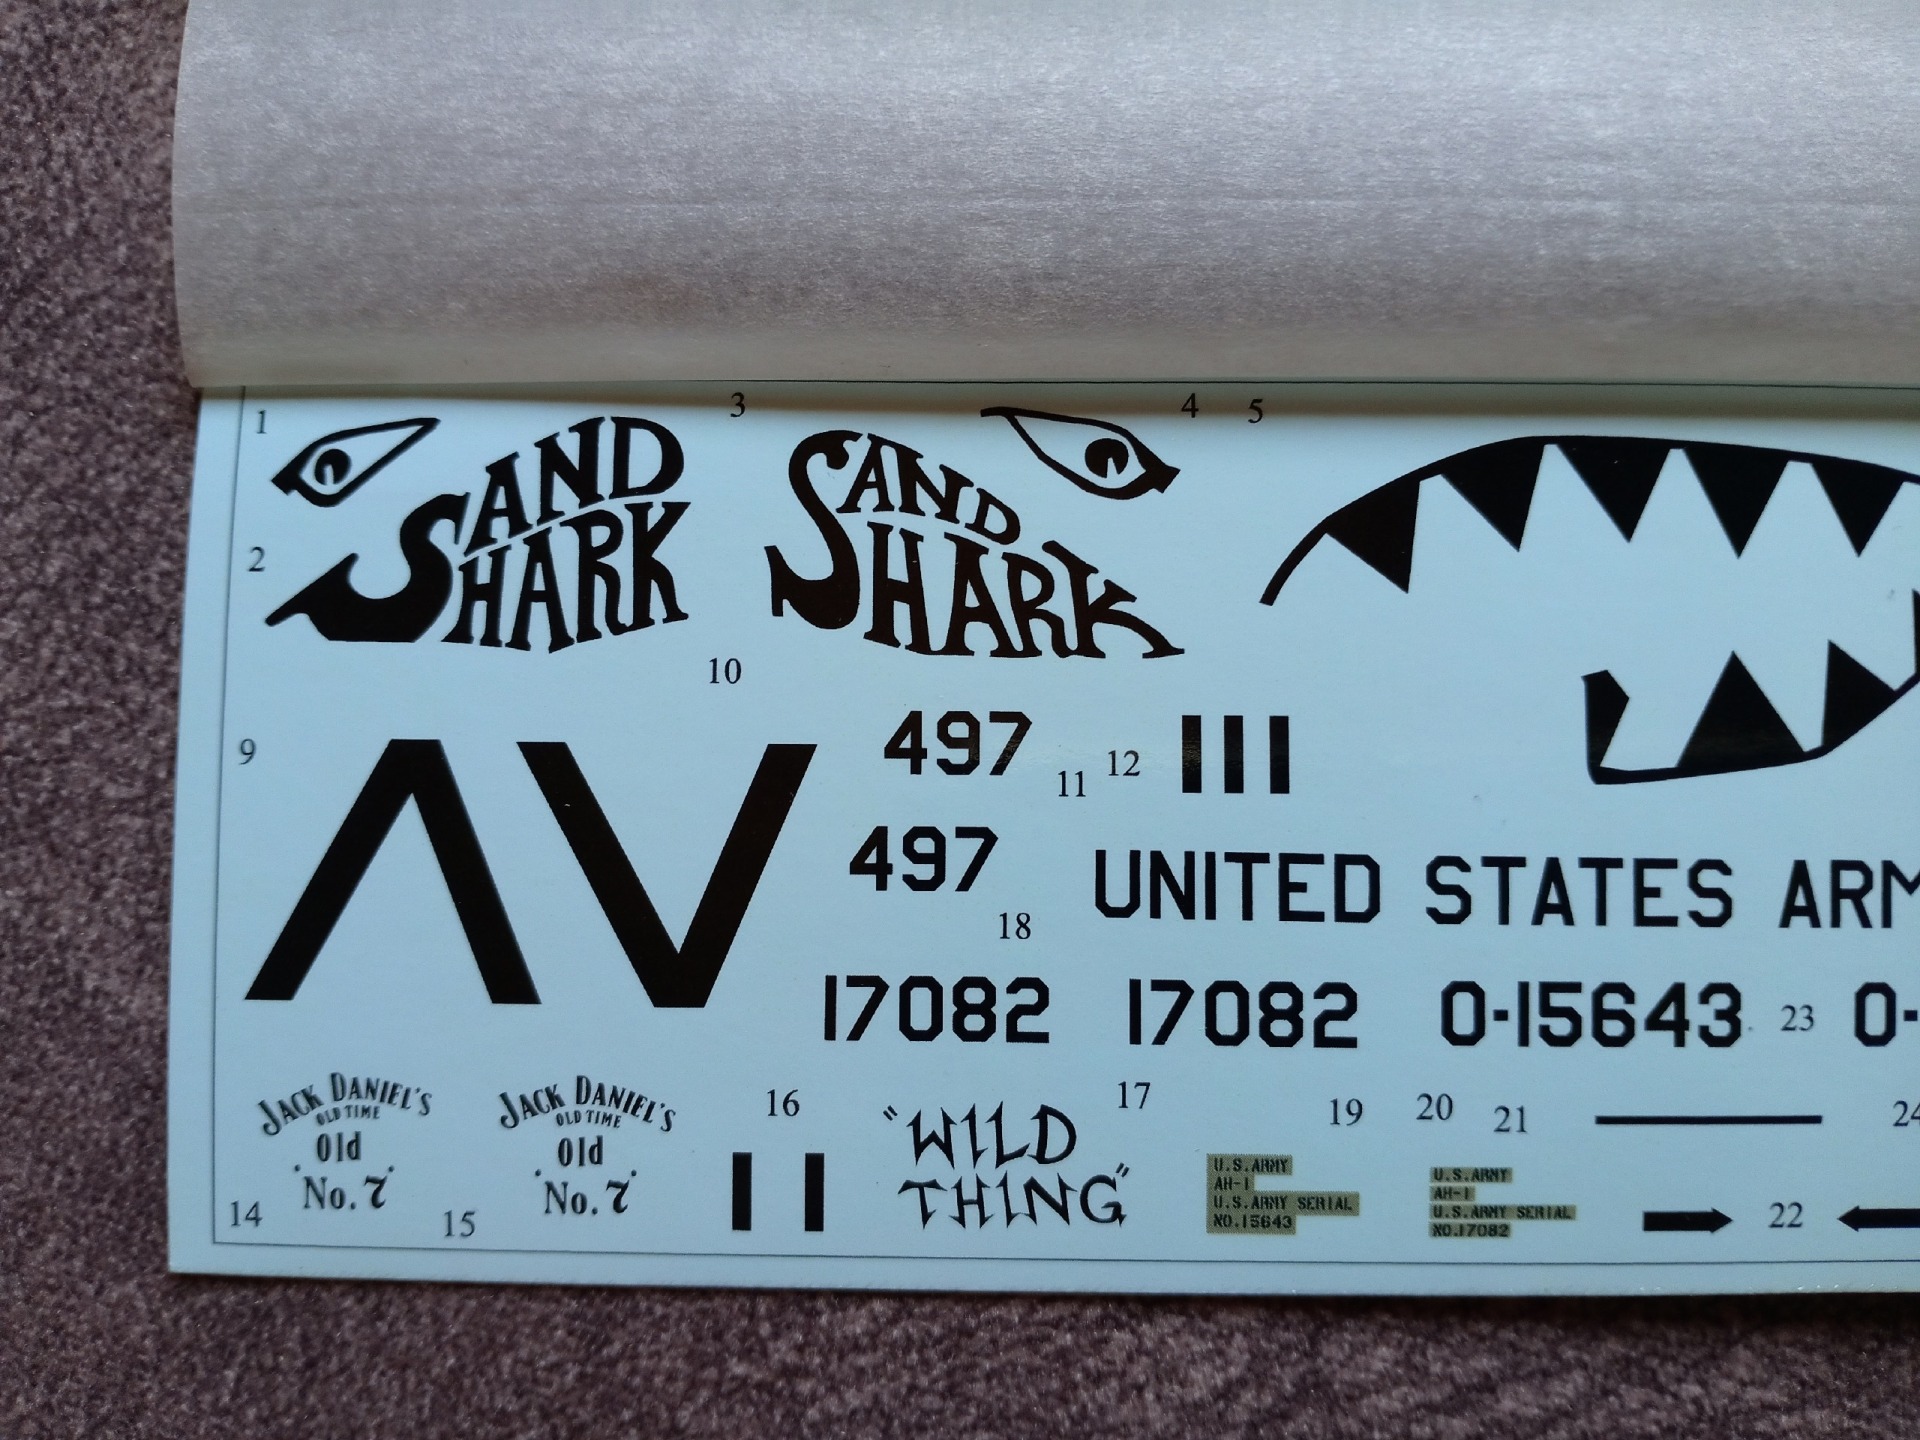 1
3
4
5
SAND
SHARK
SAND
SHARK
2
10
9
497
11
12
497
18
UNITED STATES ARM
17082
17082
0-15643
23
0-
JACK DANIEL'S
OLD TIME
Old
No. 7
14
JACK DANIEL'S
OLD TIME
Old
No. 7
15
16
"WILD
THING"
17
19
20
21
24
U.S.ARMY
AH-1
U.S.ARMY SERIAL
NO.15643
U.S.ARMY
AH-1
U.S.ARMY SERIAL
NO.17082
22